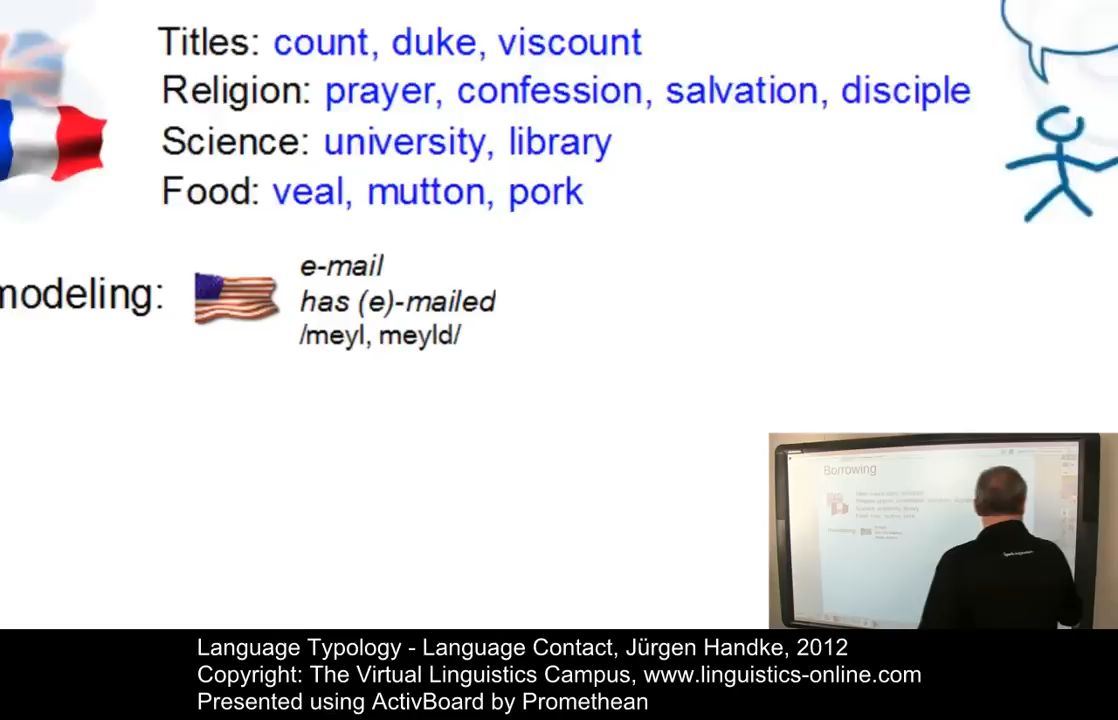 Titles: count, duke, viscount
Religion: prayer, confession, salvation, disciple
Science: university, library
Food: veal, mutton, pork
modeling:
e-mail
has (e)-mailed
/meyl, meyld/
Borrowing
Language Typology - Language Contact, Jürgen Handke, 2012
Copyright: The Virtual Linguistics Campus, www.linguistics-online.com
Presented using ActivBoard by Promethean